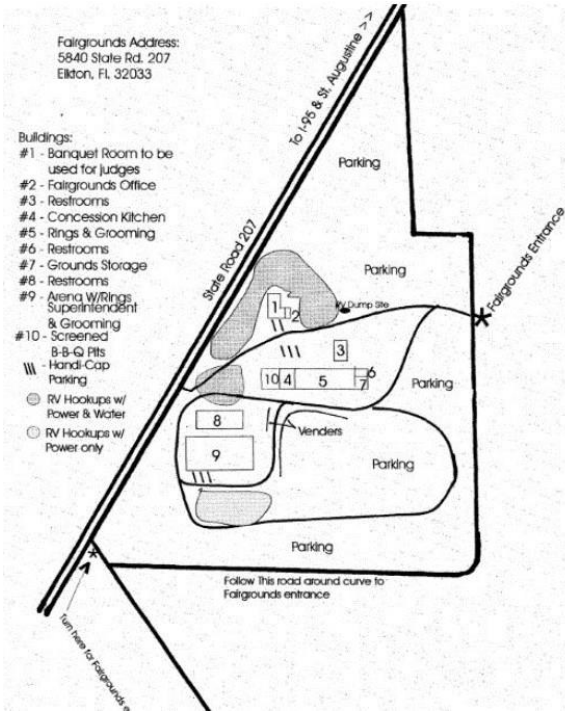 Fairgrounds Address:
5840 State Rd. 207
Elkton, Fl. 32033
To I-95 & St. Augustine >>
Buildings:
#1 - Banquet Room to be
used for judges
#2 - Fairgrounds Office
#3 - Restrooms
#4 - Concession Kitchen
#5 - Rings & Grooming
#6 - Restrooms
#7 - Grounds Storage
#8 - Restrooms
#9 - Arena W/Rings
Superintendent
& Grooming
#10 - Screened
B-B-Q Pits
- Handi-Cap
Parking
RV Hookups w/
Power & Water
RV Hookups w/
Power only
State Road 207
Parking
Parking
Fairgrounds Entrance
RV Dump Site
1
2
3
10
4
5
6
7
Parking
8
Venders
9
Parking
Parking
Follow This road around curve to
Fairgrounds entrance
Turn here for Fairgrounds e